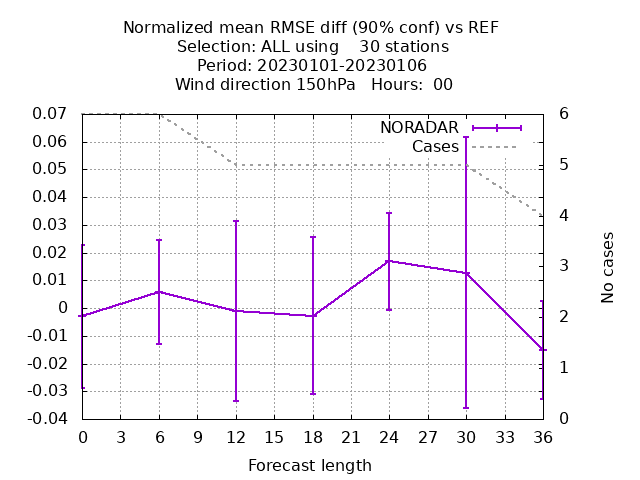 Normalized mean RMSE diff (90% conf) vs REF
Selection: ALL using    30 stations
Period: 20230101-20230106
Wind direction 150hPa   Hours:  00
NORADAR
Cases
0.07
0.06
0.05
0.04
0.03
0.02
0.01
0
-0.01
-0.02
-0.03
-0.04
6
5
4
3
2
1
0
No cases
0 3 6 9 12 15 18 21 24 27 30 33 36
Forecast length